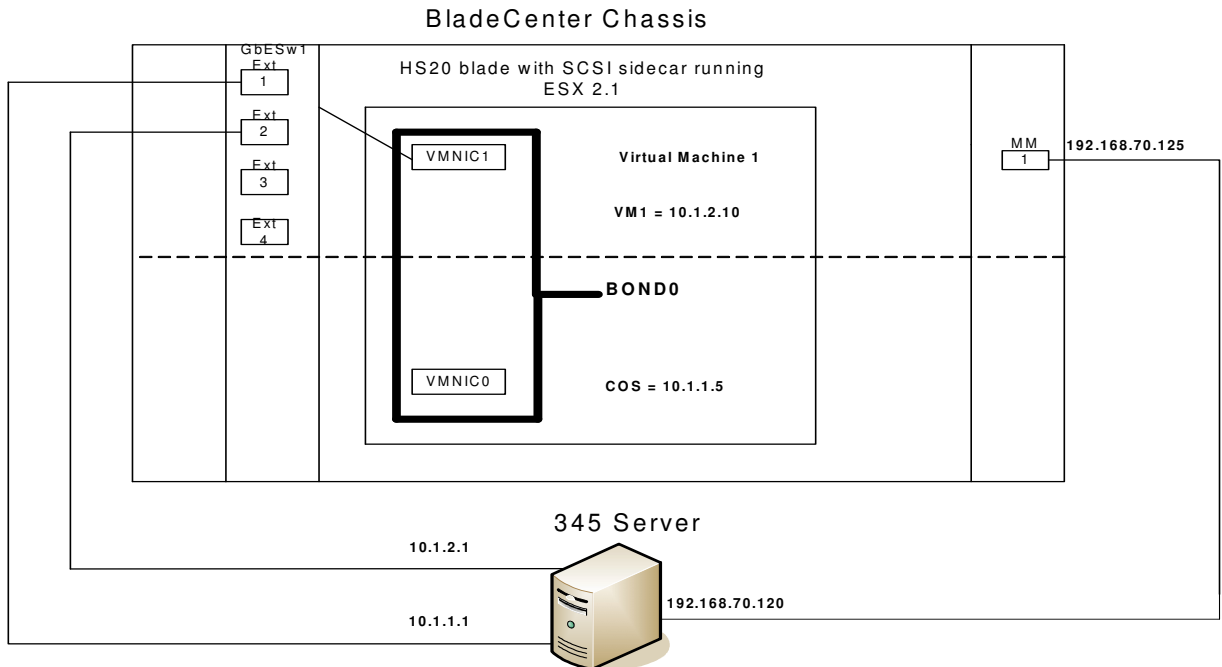 BladeCenter Chassis
GbESw1
Ext
1
Ext
2
Ext
3
Ext
4
HS20 blade with SCSI sidecar running
ESX 2.1
VMNIC1
Virtual Machine 1
VM1 = 10.1.2.10
BOND0
VMNIC0
COS = 10.1.1.5
MM
1
192.168.70.125
345 Server
10.1.2.1
192.168.70.120
10.1.1.1